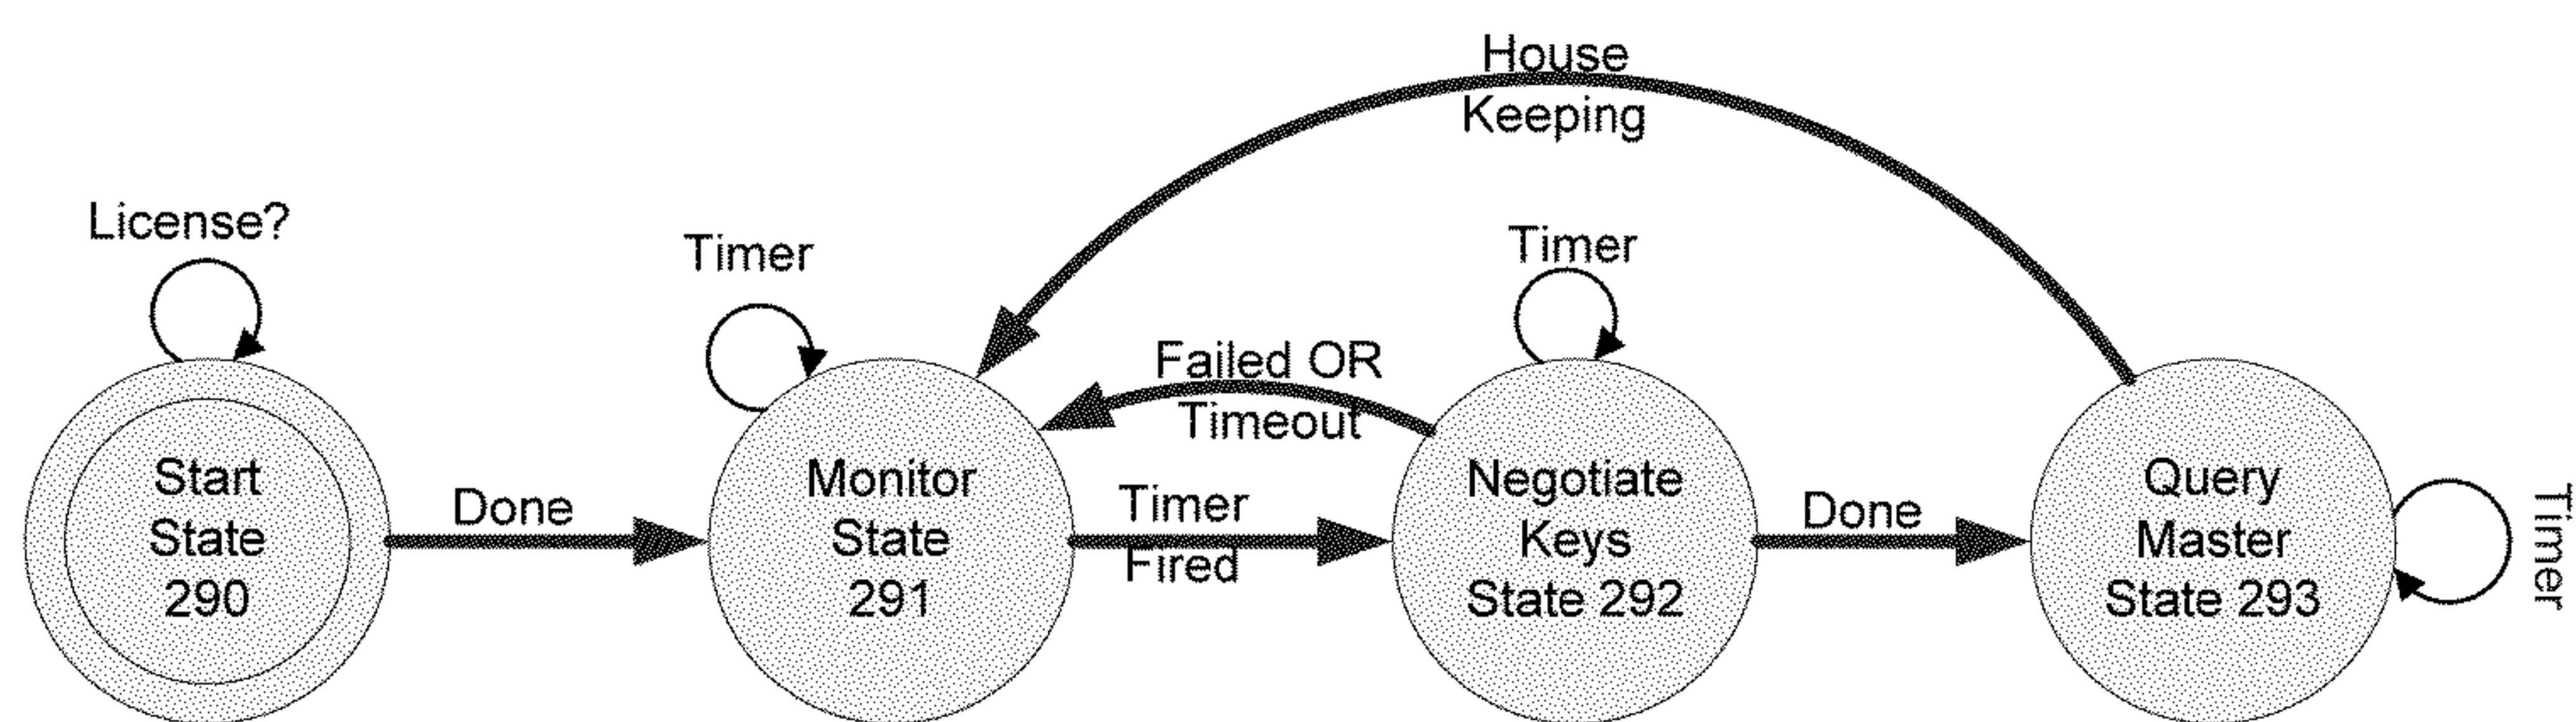 House
Keeping
License?
Timer
Timer
Failed OR
Timeout
Start
State
290
Done
Monitor
State
291
Timer
Fired
Negotiate
Keys
State 292
Done
Query
Master
State 293
Timer